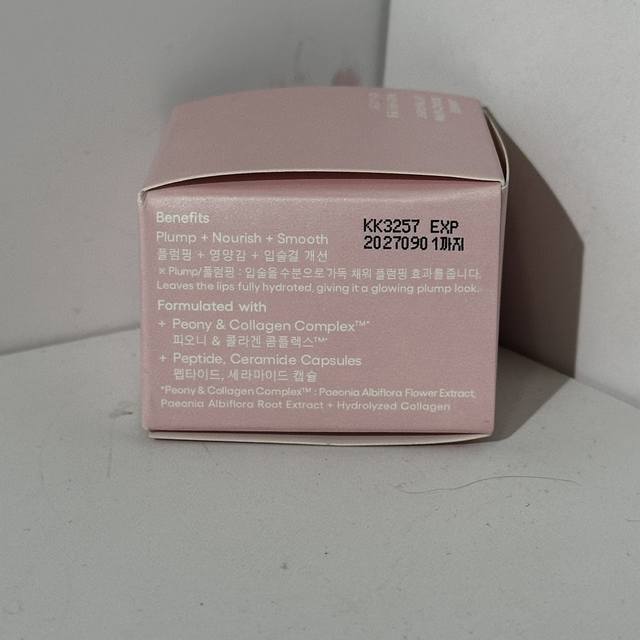 Benefits
Plump + Nourish + Smooth
플럼핑 + 영양감 + 입술결 개선
※ Plump/플럼핑 : 입술을 수분으로 가득 채워 플럼핑 효과를 줍니다.
Leaves the lips fully hydrated, giving it a glowing plump look.
Formulated with
+ Peony & Collagen Complex™*
피오니 & 콜라겐 콤플렉스™*
+ Peptide, Ceramide Capsules
펩타이드, 세라마이드 캡슐
*Peony & Collagen Complex™ : Paeonia Albiflora Flower Extract,
Paeonia Albiflora Root Extract + Hydrolyzed Collagen
KK3257 EXP
20270901까지